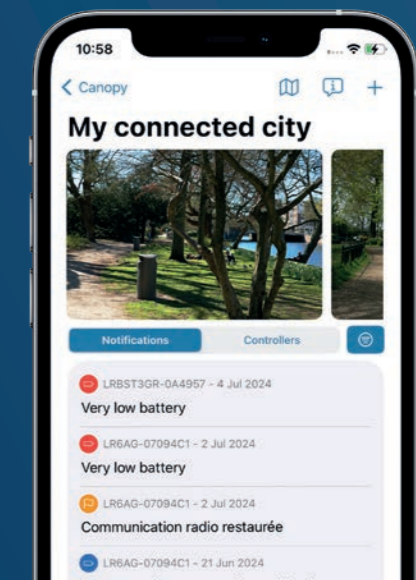 10:58
Canopy
My connected city
Notifications
Controllers
LRBST3GR-0A4957 - 4 Jul 2024
Very low battery
LR6AG-07094C1 - 2 Jul 2024
Very low battery
LR6AG-07094C1 - 2 Jul 2024
Communication radio restaurée
LR6AG-07094C1 - 21 Jun 2024